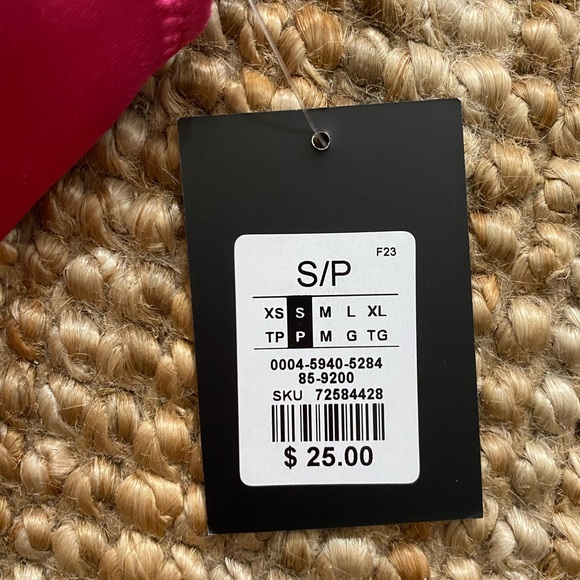 F23
S/P
XS S M L XL
TP P M G TG
0004-5940-5284
85-9200
SKU 72584428
$ 25.00